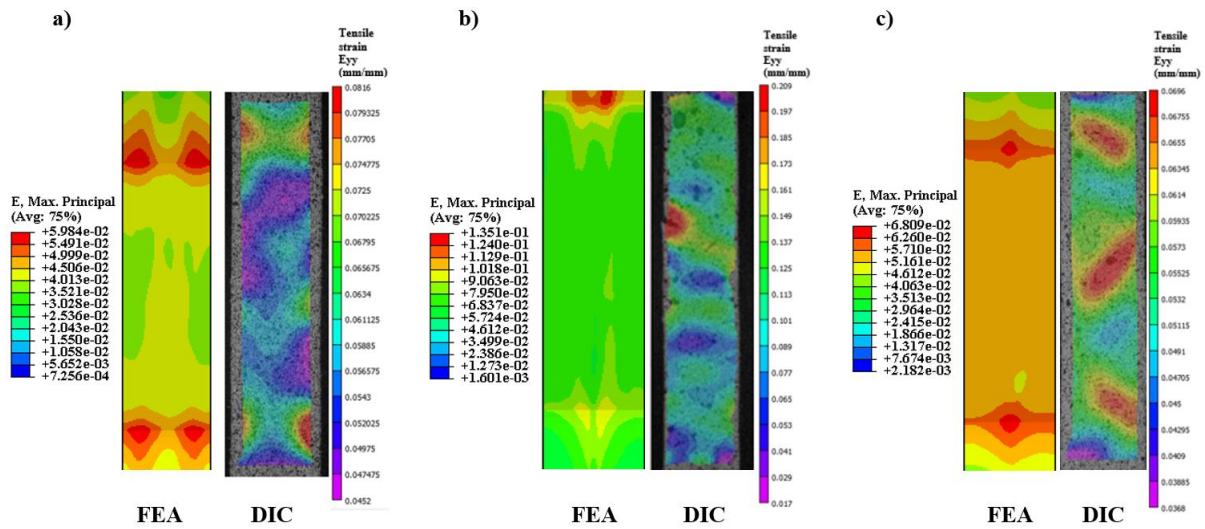 a)
Tensile
strain
Eyy
(mm/mm)
0.0816
0.079325
0.07705
0.074775
0.0725
0.070225
0.06795
0.065675
0.0634
0.061125
0.05885
0.056575
0.0543
0.052025
0.04975
0.047475
0.0452
E, Max. Principal
(Avg: 75%)
+5.984e-02
+5.491e-02
+4.999e-02
+4.506e-02
+4.013e-02
+3.521e-02
+3.028e-02
+2.536e-02
+2.043e-02
+1.550e-02
+1.058e-02
+5.652e-03
+7.256e-04
FEA DIC
b)
Tensile
strain
Eyy
(mm/mm)
0.209
0.197
0.185
0.173
0.161
0.149
0.137
0.125
0.113
0.101
0.089
0.077
0.065
0.053
0.041
0.029
0.017
E, Max. Principal
(Avg: 75%)
+1.351e-01
+1.240e-01
+1.129e-01
+1.018e-01
+9.063e-02
+7.950e-02
+6.837e-02
+5.724e-02
+4.612e-02
+3.499e-02
+2.386e-02
+1.273e-02
+1.601e-03
FEA DIC
c)
Tensile
strain
Eyy
(mm/mm)
0.0696
0.06755
0.0655
0.06345
0.0614
0.05935
0.0573
0.05525
0.0532
0.05115
0.0491
0.04705
0.045
0.04295
0.0409
0.03885
0.0368
E, Max. Principal
(Avg: 75%)
+6.809e-02
+6.260e-02
+5.710e-02
+5.161e-02
+4.612e-02
+4.063e-02
+3.513e-02
+2.964e-02
+2.415e-02
+1.866e-02
+1.317e-02
+7.674e-03
+2.182e-03
FEA DIC